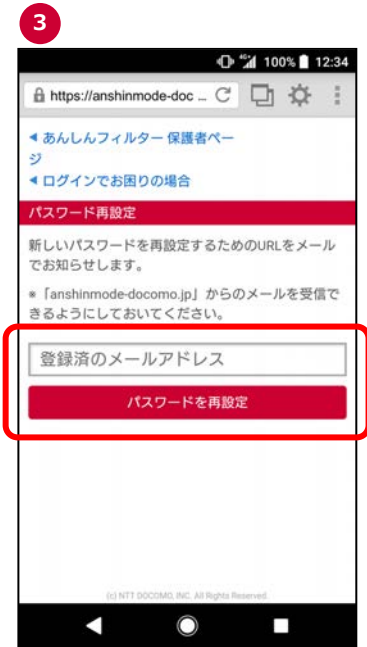 3
100% 12:34
https://anshinmode-doc ...
あんしんフィルター 保護者ペー
ジ
ログインでお困りの場合
パスワード再設定
新しいパスワードを再設定するためのURLをメール
でお知らせします。
※「anshinmode-docomo.jp」からのメールを受信で
きるようにしておいてください。
登録済のメールアドレス
パスワードを再設定
(c) NTT DOCOMO, INC. All Rights Reserved.